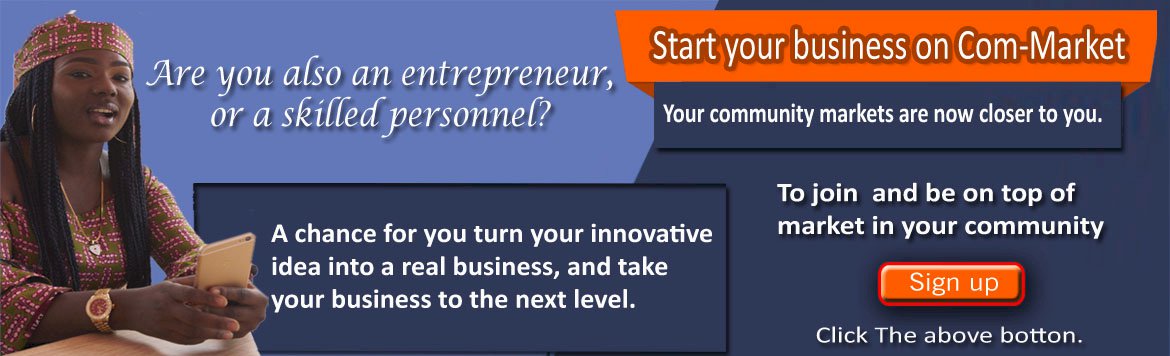 Are you also an entrepreneur,
or a skilled personnel?
Start your business on Com-Market
Your community markets are now closer to you.
A chance for you turn your innovative
idea into a real business, and take
your business to the next level.
To join and be on top of
market in your community
Sign up
Click The above botton.